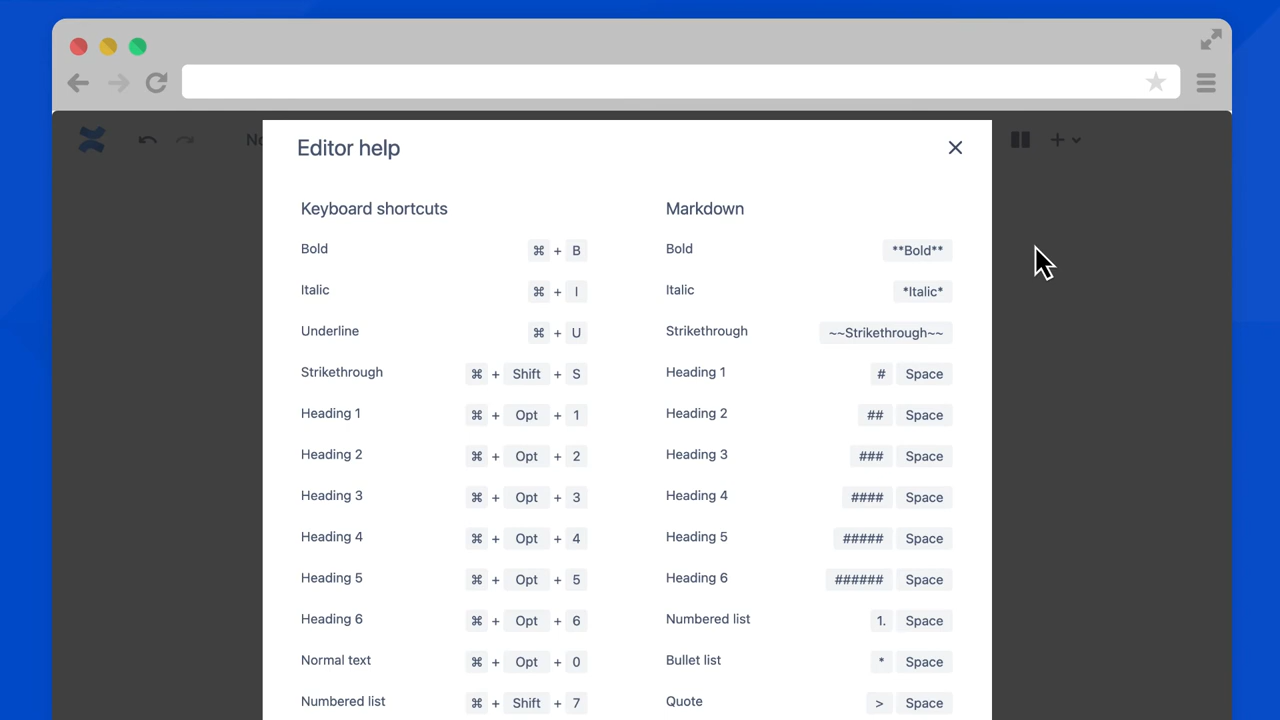 No
Editor help
Keyboard shortcuts
Bold ⌘ + B
Italic ⌘ + I
Underline ⌘ + U
Strikethrough ⌘ + Shift + S
Heading 1 ⌘ + Opt + 1
Heading 2 ⌘ + Opt + 2
Heading 3 ⌘ + Opt + 3
Heading 4 ⌘ + Opt + 4
Heading 5 ⌘ + Opt + 5
Heading 6 ⌘ + Opt + 6
Normal text ⌘ + Opt + 0
Numbered list ⌘ + Shift + 7
Markdown
Bold **Bold**
Italic *Italic*
Strikethrough ~~Strikethrough~~
Heading 1 # Space
Heading 2 ## Space
Heading 3 ### Space
Heading 4 #### Space
Heading 5 ##### Space
Heading 6 ###### Space
Numbered list 1. Space
Bullet list * Space
Quote > Space